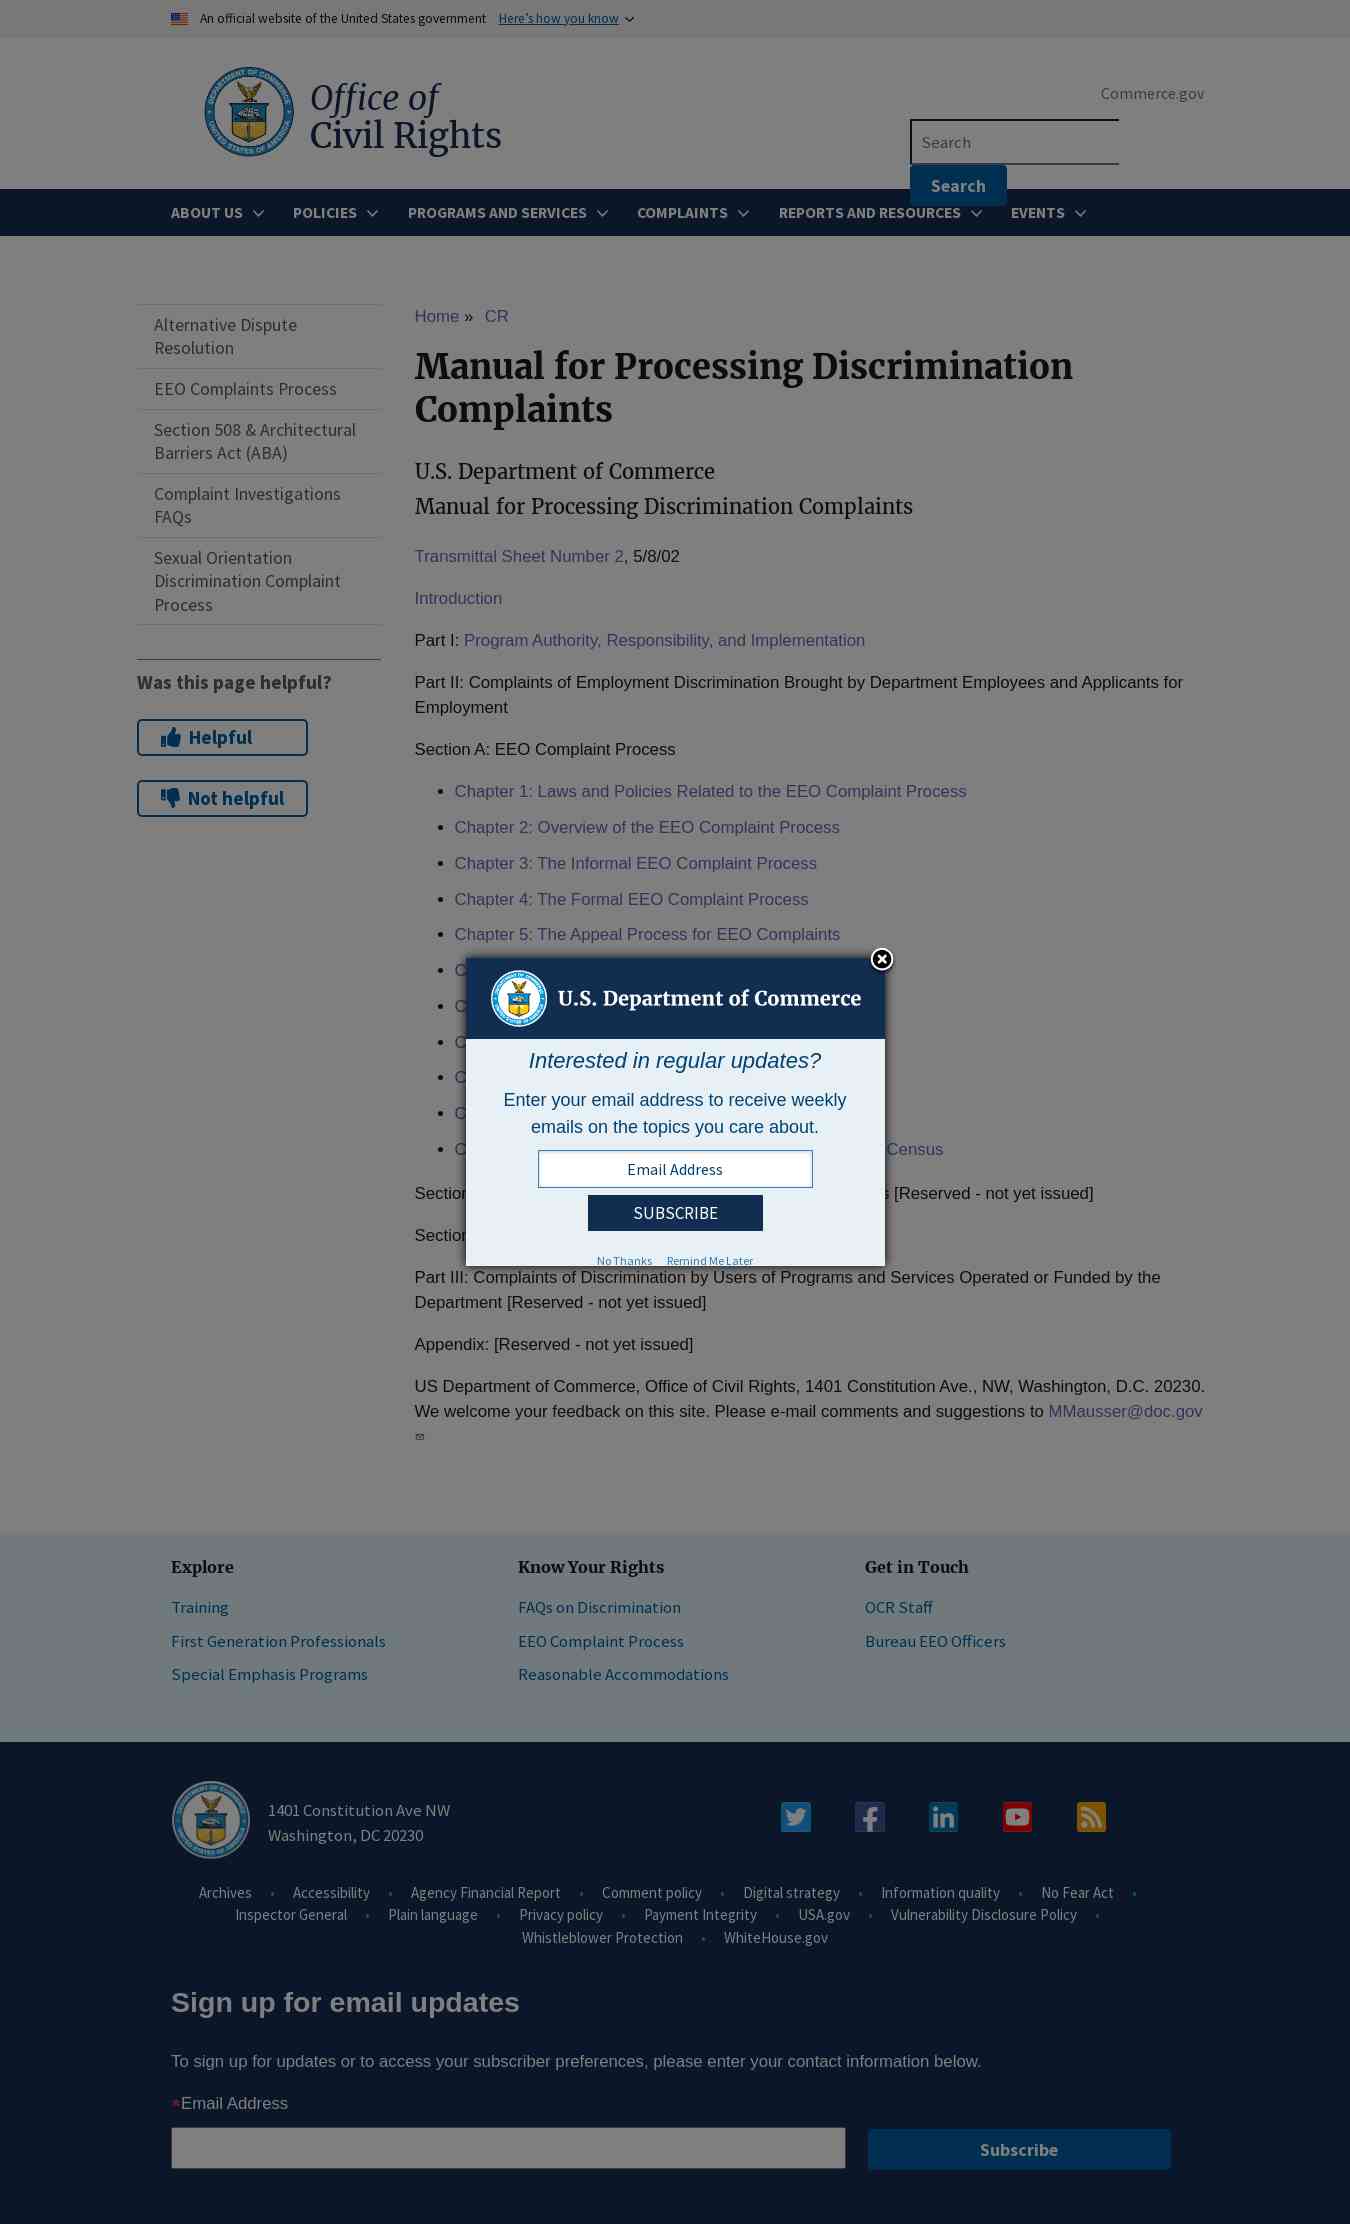 An official website of the United States government Here's how you know
Office of
Civil Rights
Commerce.gov
Search
Search
ABOUT US POLICIES PROGRAMS AND SERVICES COMPLAINTS REPORTS AND RESOURCES EVENTS
Alternative Dispute
Resolution
EEO Complaints Process
Section 508 & Architectural
Barriers Act (ABA)
Complaint Investigations
FAQs
Sexual Orientation
Discrimination Complaint
Process
Was this page helpful?
Helpful
Not helpful
Home » CR
Manual for Processing Discrimination
Complaints
U.S. Department of Commerce
Manual for Processing Discrimination Complaints
Transmittal Sheet Number 2, 5/8/02
Introduction
Part I: Program Authority, Responsibility, and Implementation
Part II: Complaints of Employment Discrimination Brought by Department Employees and Applicants for
Employment
Section A: EEO Complaint Process
Chapter 1: Laws and Policies Related to the EEO Complaint Process
Chapter 2: Overview of the EEO Complaint Process
Chapter 3: The Informal EEO Complaint Process
Chapter 4: The Formal EEO Complaint Process
Chapter 5: The Appeal Process for EEO Complaints
U.S. Department of Commerce
Interested in regular updates?
Enter your email address to receive weekly
emails on the topics you care about.
Email Address
SUBSCRIBE
No Thanks Remind Me Later
Census
[Reserved - not yet issued]
Part III: Complaints of Discrimination by Users of Programs and Services Operated or Funded by the
Department [Reserved - not yet issued]
Appendix: [Reserved - not yet issued]
US Department of Commerce, Office of Civil Rights, 1401 Constitution Ave., NW, Washington, D.C. 20230.
We welcome your feedback on this site. Please e-mail comments and suggestions to MMausser@doc.gov
Explore
Training
First Generation Professionals
Special Emphasis Programs
Know Your Rights
FAQs on Discrimination
EEO Complaint Process
Reasonable Accommodations
Get in Touch
OCR Staff
Bureau EEO Officers
1401 Constitution Ave NW
Washington, DC 20230
Archives • Accessibility • Agency Financial Report • Comment policy • Digital strategy • Information quality • No Fear Act •
Inspector General • Plain language • Privacy policy • Payment Integrity • USA.gov • Vulnerability Disclosure Policy •
Whistleblower Protection • WhiteHouse.gov
Sign up for email updates
To sign up for updates or to access your subscriber preferences, please enter your contact information below.
*Email Address
Subscribe